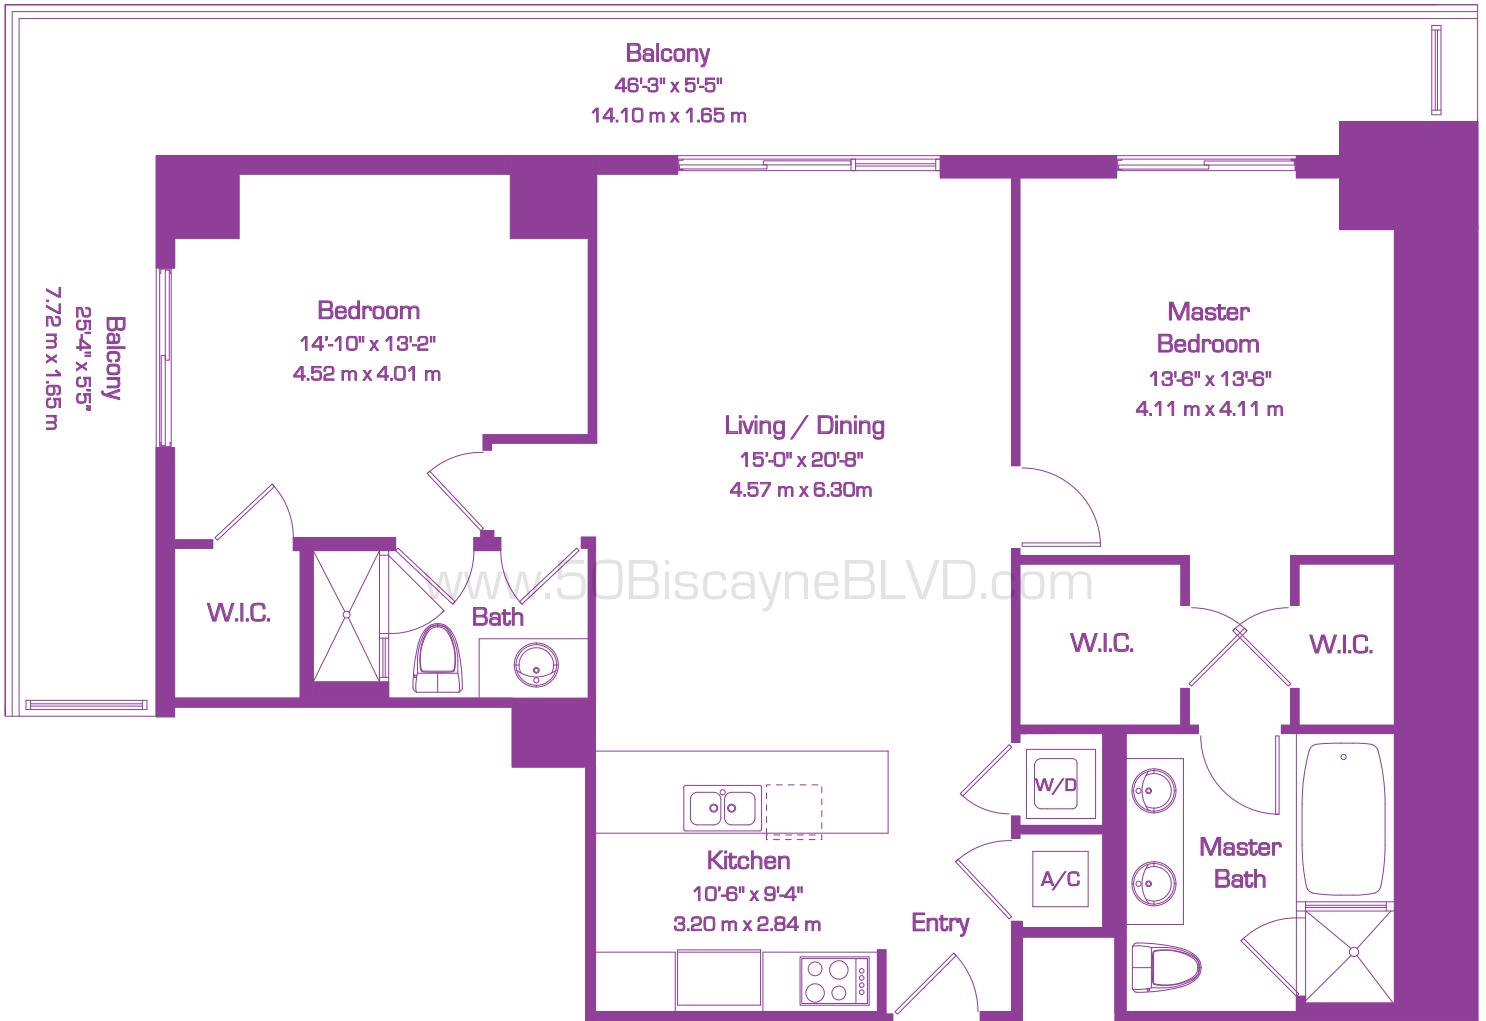 Balcony
46'-3" x 5'-5"
14.10 m x 1.65 m
Balcony
25'-4" x 5'5"
7.72 m x 1.65 m
Bedroom
14'-10" x 13'-2"
4.52 m x 4.01 m
Master
Bedroom
13'-6" x 13'-6"
4.11 m x 4.11 m
Living / Dining
15'-0" x 20'-8"
4.57 m x 6.30m
www.50BiscayneBLVD.com
W.I.C.
Bath
W.I.C.
W.I.C.
W/D
Kitchen
10'-6" x 9'-4"
3.20 m x 2.84 m
A/C
Master
Bath
Entry